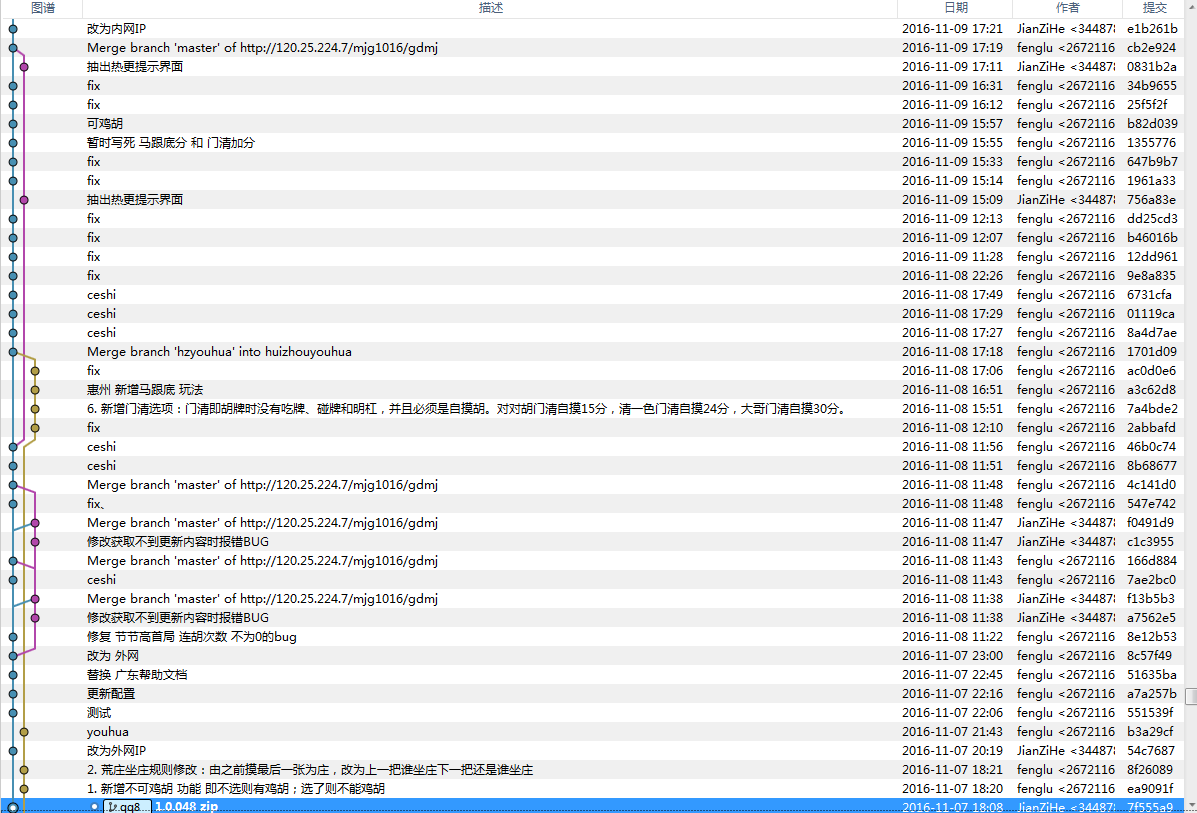 图谱 描述 日期 作者 提交
改为内网IP 2016-11-09 17:21 JianZiHe <34487 e1b261b
Merge branch 'master' of http://120.25.224.7/mjg1016/gdmj 2016-11-09 17:19 fenglu <2672116 cb2e924
抽出热更提示界面 2016-11-09 17:11 JianZiHe <34487 0831b2a
fix 2016-11-09 16:31 fenglu <2672116 34b9655
fix 2016-11-09 16:12 fenglu <2672116 25f5f2f
可鸡胡 2016-11-09 15:57 fenglu <2672116 b82d039
暂时写死 马跟底分 和 门清加分 2016-11-09 15:55 fenglu <2672116 1355776
fix 2016-11-09 15:33 fenglu <2672116 647b9b7
fix 2016-11-09 15:14 fenglu <2672116 1961a33
抽出热更提示界面 2016-11-09 15:09 JianZiHe <34487 756a83e
fix 2016-11-09 12:13 fenglu <2672116 dd25cd3
fix 2016-11-09 12:07 fenglu <2672116 b46016b
fix 2016-11-09 11:28 fenglu <2672116 12dd961
fix 2016-11-08 22:26 fenglu <2672116 9e8a835
ceshi 2016-11-08 17:49 fenglu <2672116 6731cfa
ceshi 2016-11-08 17:29 fenglu <2672116 01119ca
ceshi 2016-11-08 17:27 fenglu <2672116 8a4d7ae
Merge branch 'hzyouhua' into huizhouyouhua 2016-11-08 17:18 fenglu <2672116 1701d09
fix 2016-11-08 17:06 fenglu <2672116 ac0d0e6
惠州 新增马跟底 玩法 2016-11-08 16:51 fenglu <2672116 a3c62d8
6. 新增门清选项：门清即胡牌时没有吃牌、碰牌和明杠，并且必须是自摸胡。对对胡门清自摸15分，清一色门清自摸24分，大哥门清自摸30分。 2016-11-08 15:51 fenglu <2672116 7a4bde2
fix 2016-11-08 12:10 fenglu <2672116 2abbafd
ceshi 2016-11-08 11:56 fenglu <2672116 46b0c74
ceshi 2016-11-08 11:51 fenglu <2672116 8b68677
Merge branch 'master' of http://120.25.224.7/mjg1016/gdmj 2016-11-08 11:48 fenglu <2672116 4c141d0
fix、 2016-11-08 11:48 fenglu <2672116 547e742
Merge branch 'master' of http://120.25.224.7/mjg1016/gdmj 2016-11-08 11:47 JianZiHe <34487 f0491d9
修改获取不到更新内容时报错BUG 2016-11-08 11:47 JianZiHe <34487 c1c3955
Merge branch 'master' of http://120.25.224.7/mjg1016/gdmj 2016-11-08 11:43 fenglu <2672116 166d884
ceshi 2016-11-08 11:43 fenglu <2672116 7ae2bc0
Merge branch 'master' of http://120.25.224.7/mjg1016/gdmj 2016-11-08 11:38 JianZiHe <34487 f13b5b3
修改获取不到更新内容时报错BUG 2016-11-08 11:38 JianZiHe <34487 a7562e5
修复 节节高首局 连胡次数 不为0的bug 2016-11-08 11:22 fenglu <2672116 8e12b53
改为 外网 2016-11-07 23:00 fenglu <2672116 8c57f49
替换 广东帮助文档 2016-11-07 22:45 fenglu <2672116 51635ba
更新配置 2016-11-07 22:16 fenglu <2672116 a7a257b
测试 2016-11-07 22:06 fenglu <2672116 551539f
youhua 2016-11-07 21:43 fenglu <2672116 b3a29cf
改为外网IP 2016-11-07 20:19 JianZiHe <34487 54c7687
2. 荒庄坐庄规则修改：由之前摸最后一张为庄，改为上一把谁坐庄下一把还是谁坐庄 2016-11-07 18:21 fenglu <2672116 8f26089
1. 新增不可鸡胡 功能 即不选则有鸡胡；选了则不能鸡胡 2016-11-07 18:20 fenglu <2672116 ea9091f
qq8 1.0.048 zip 2016-11-07 18:08 JianZiHe <34487 7f555a9